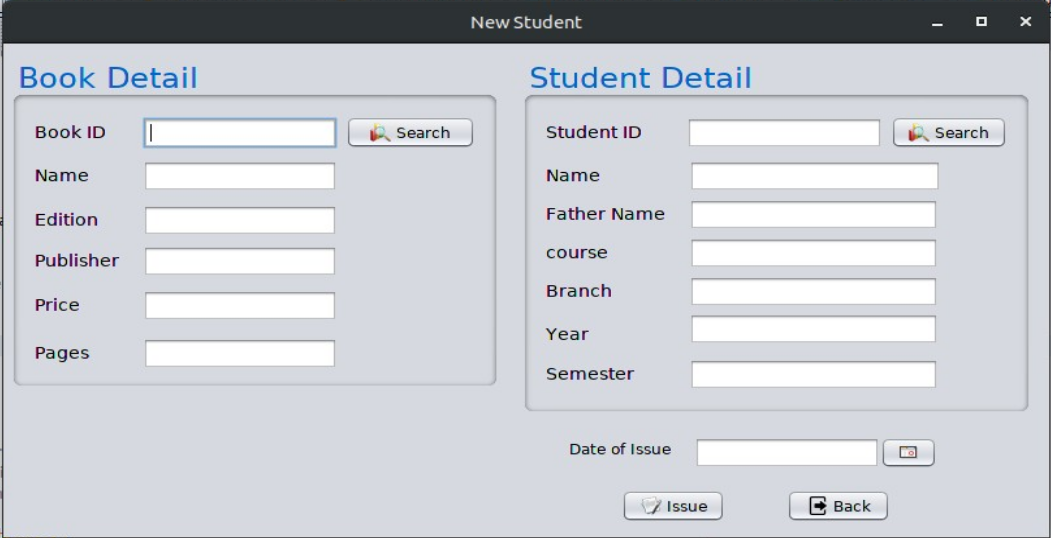 New Student
Book Detail
Book ID
Search
Name
Edition
Publisher
Price
Pages
Student Detail
Student ID
Search
Name
Father Name
course
Branch
Year
Semester
Date of Issue
Issue
Back